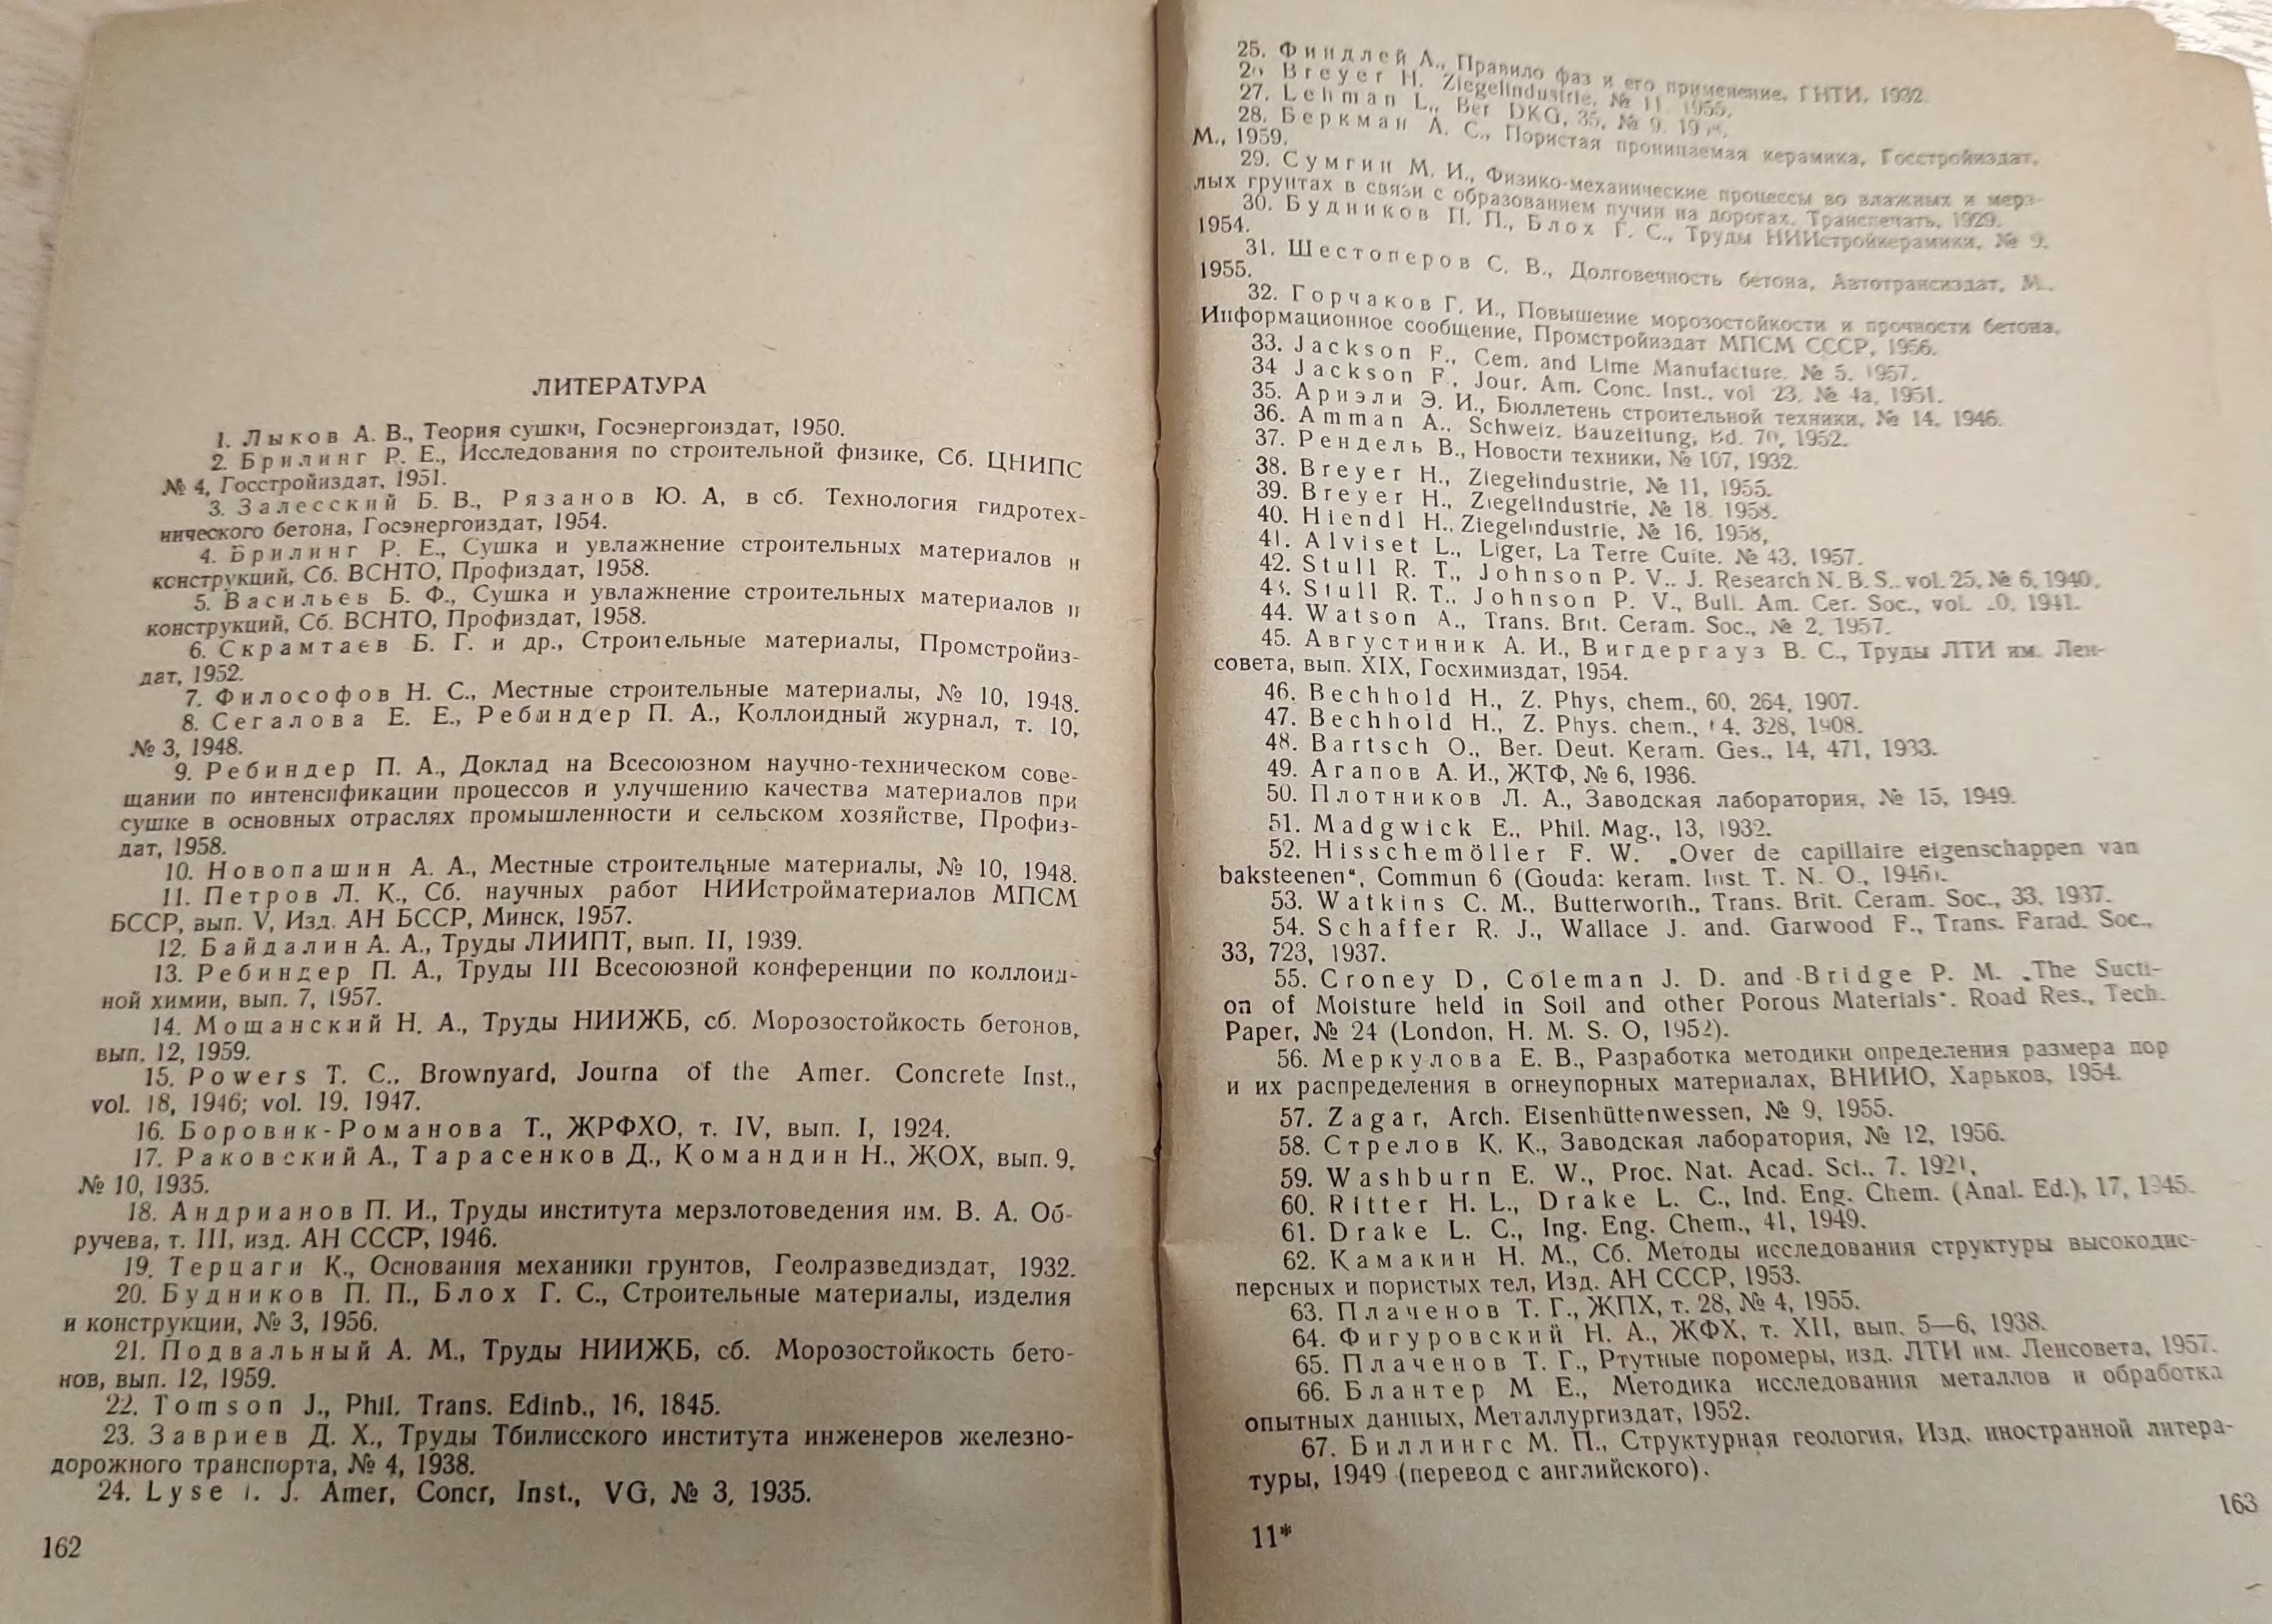 ЛИТЕРАТУРА
1. Лыков А. В., Теория сушки, Госэнергоиздат, 1950.
2. Брилинг Р. Е., Исследования по строительной физике, Сб. ЦНИПС
№ 4, Госстройиздат, 1951.
3. Залесский Б. В., Рязанов Ю. А, в сб. Технология гидротех-
нического бетона, Госэнергоиздат, 1954.
4. Брилинг Р. Е., Сушка и увлажнение строительных материалов и
конструкций, Сб. ВСНТО, Профиздат, 1958.
5. Васильев Б. Ф., Сушка и увлажнение строительных материалов и
конструкций, Сб. ВСНТО, Профиздат, 1958.
6. Скрамтаев Б. Г. и др., Строительные материалы, Промстройиз-
дат, 1952.
7. Философов Н. С., Местные строительные материалы, № 10, 1948.
8. Сегалова Е. Е., Ребиндер П. А., Коллоидный журнал, т. 10,
№ 3, 1948.
9. Ребиндер П. А., Доклад на Всесоюзном научно-техническом сове-
щании по интенсификации процессов и улучшению качества материалов при
сушке в основных отраслях промышленности и сельском хозяйстве, Профиз-
дат, 1958.
10. Новопашин А. А., Местные строительные материалы, № 10, 1948.
11. Петров Л. К., Сб. научных работ НИИстройматериалов МПСМ
БССР, вып. V, Изд. АН БССР, Минск, 1957.
12. Байдалин А. А., Труды ЛИИПТ, вып. II, 1939.
13. Ребиндер П. А., Труды III Всесоюзной конференции по коллоид-
ной химии, вып. 7, 1957.
14. Мощанский Н. А., Труды НИИЖБ, сб. Морозостойкость бетонов,
вып. 12, 1959.
15. Powers T. C., Brownyard, Journa of the Amer. Concrete Inst.,
vol. 18, 1946; vol. 19. 1947.
16. Боровик-Романова Т., ЖРФХО, т. IV, вып. I, 1924.
17. Раковский А., Тарасенков Д., Командин Н., ЖОХ, вып. 9,
№ 10, 1935.
18. Андрианов П. И., Труды института мерзлотоведения им. В. А. Об-
ручева, т. III, изд. АН СССР, 1946.
19. Терцаги К., Основания механики грунтов, Геолразведиздат, 1932.
20. Будников П. П., Блох Г. С., Строительные материалы, изделия
и конструкции, № 3, 1956.
21. Подвальный А. М., Труды НИИЖБ, сб. Морозостойкость бето-
нов, вып. 12, 1959.
22. Tomson J., Phil. Trans. Edinb., 16, 1845.
23. Завриев Д. Х., Труды Тбилисского института инженеров железно-
дорожного транспорта, № 4, 1938.
24. Lyse J. Amer, Concr, Inst., VG, № 3, 1935.
162
25. Финдлей А., Правило фаз и его применение, ГНТИ, 1932.
26 Breyer H. Ziegelindustrie, № 11 1955.
27. Lehman L., Ber DKG, 35, № 9.
28. Беркман А. С., Пористая проницаемая керамика, Госстройиздат,
М., 1959.
29. Сумгин М. И., Физико-механические процессы во влажных и мерз-
лых грунтах в связи с образованием пучин на дорогах, Транспечать, 1929.
30. Будников П. П., Блох Г. С., Труды НИИстройкерамики, № 9,
1954.
31. Шестоперов С. В., Долговечность бетона, Автотрансиздат, М.,
1955.
32. Горчаков Г. И., Повышение морозостойкости и прочности бетона,
Информационное сообщение, Промстройиздат МПСМ СССР, 1956.
33. Jackson F., Cem. and Lime Manufacture. № 5, 1957.
34 Jackson F., Jour. Am. Conc. Inst., vol 23, № 4a, 1951.
35. Ариэли Э. И., Бюллетень строительной техники, № 14, 1946.
36. Amman A., Schweiz. Bauzeitung, Bd. 70, 1952.
37. Рендель В., Новости техники, № 107, 1932.
38. Breyer H., Ziegelindustrie, № 11, 1955.
39. Breyer H., Ziegelindustrie, № 18 1958.
40. Hiendl H., Ziegelindustrie, № 16, 1958,
41. Alviset L., Liger, La Terre Cuite. № 43, 1957.
42. Stull R. T., Johnson P. V.. J. Research N. B. S. vol. 25, № 6, 1940.
43. Stull R. T., Johnson P. V., Bull. Am. Cer. Soc., vol. 20, 1941.
44. Watson A., Trans. Brit. Ceram. Soc., № 2, 1957.
45. Августиник А. И., Вигдергауз В. С., Труды ЛТИ им. Лен-
совета, вып. XIX, Госхимиздат, 1954.
46. Bechhold H., Z. Phys, chem., 60, 264, 1907.
47. Bechhold H., Z. Phys. chem., 4, 328, 1908.
48. Bartsch O., Ber. Deut. Keram. Ges., 14, 471, 1933.
49. Агапов А. И., ЖТФ, № 6, 1936.
50. Плотников Л. А., Заводская лаборатория, № 15, 1949.
51. Madgwick E., Phil. Mag., 13, 1932.
52. Hisschemöller F. W. „Over de capillaire eigenschappen van
baksteenen“, Commun 6 (Gouda: keram. Inst. T. N. O., 1946).
53. Watkins C. M., Butterworth., Trans. Brit. Ceram. Soc., 33, 1937.
54. Schaffer R. J., Wallace J. and. Garwood F., Trans. Farad. Soc.,
33, 723, 1937.
55. Croney D, Coleman J. D. and Bridge P. M. „The Sucti-
on of Moisture held in Soil and other Porous Materials“. Road Res., Tech.
Paper, № 24 (London, H. M. S. O, 1952).
56. Меркулова Е. В., Разработка методики определения размера пор
и их распределения в огнеупорных материалах, ВНИИО, Харьков, 1954.
57. Zagar, Arch. Eisenhüttenwessen, № 9, 1955.
58. Стрелов К. К., Заводская лаборатория, № 12, 1956.
59. Washburn E. W., Proc. Nat. Acad. Sci., 7. 1921,
60. Ritter H. L., Drake L. C., Ind. Eng. Chem. (Anal. Ed.), 17, 1945.
61. Drake L. C., Ing. Eng. Chem., 41, 1949.
62. Камакин Н. М., Сб. Методы исследования структуры высокодис-
персных и пористых тел, Изд. АН СССР, 1953.
63. Плаченов Т. Г., ЖПХ, т. 28, № 4, 1955.
64. Фигуровский Н. А., ЖФХ, т. XII, вып. 5—6, 1938.
65. Плаченов Т. Г., Ртутные поромеры, изд. ЛТИ им. Ленсовета, 1957.
66. Блантер М Е., Методика исследования металлов и обработка
опытных данных, Металлургиздат, 1952.
67. Биллингс М. П., Структурная геология, Изд. иностранной литера-
туры, 1949 (перевод с английского).
11*
163